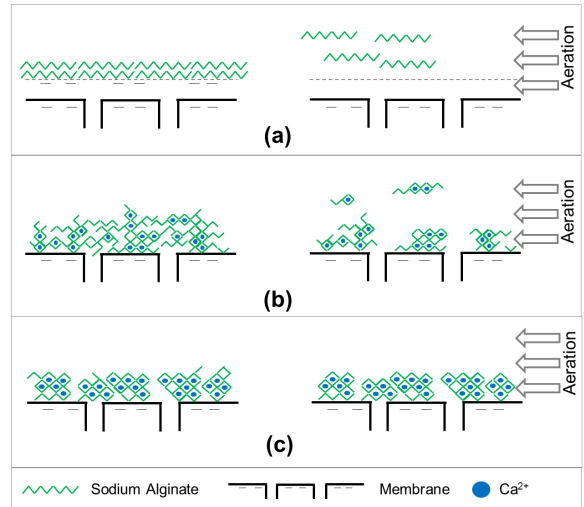 Aeration
(a)
Aeration
(b)
Aeration
(c)
Sodium Alginate
Membrane
Ca²⁺